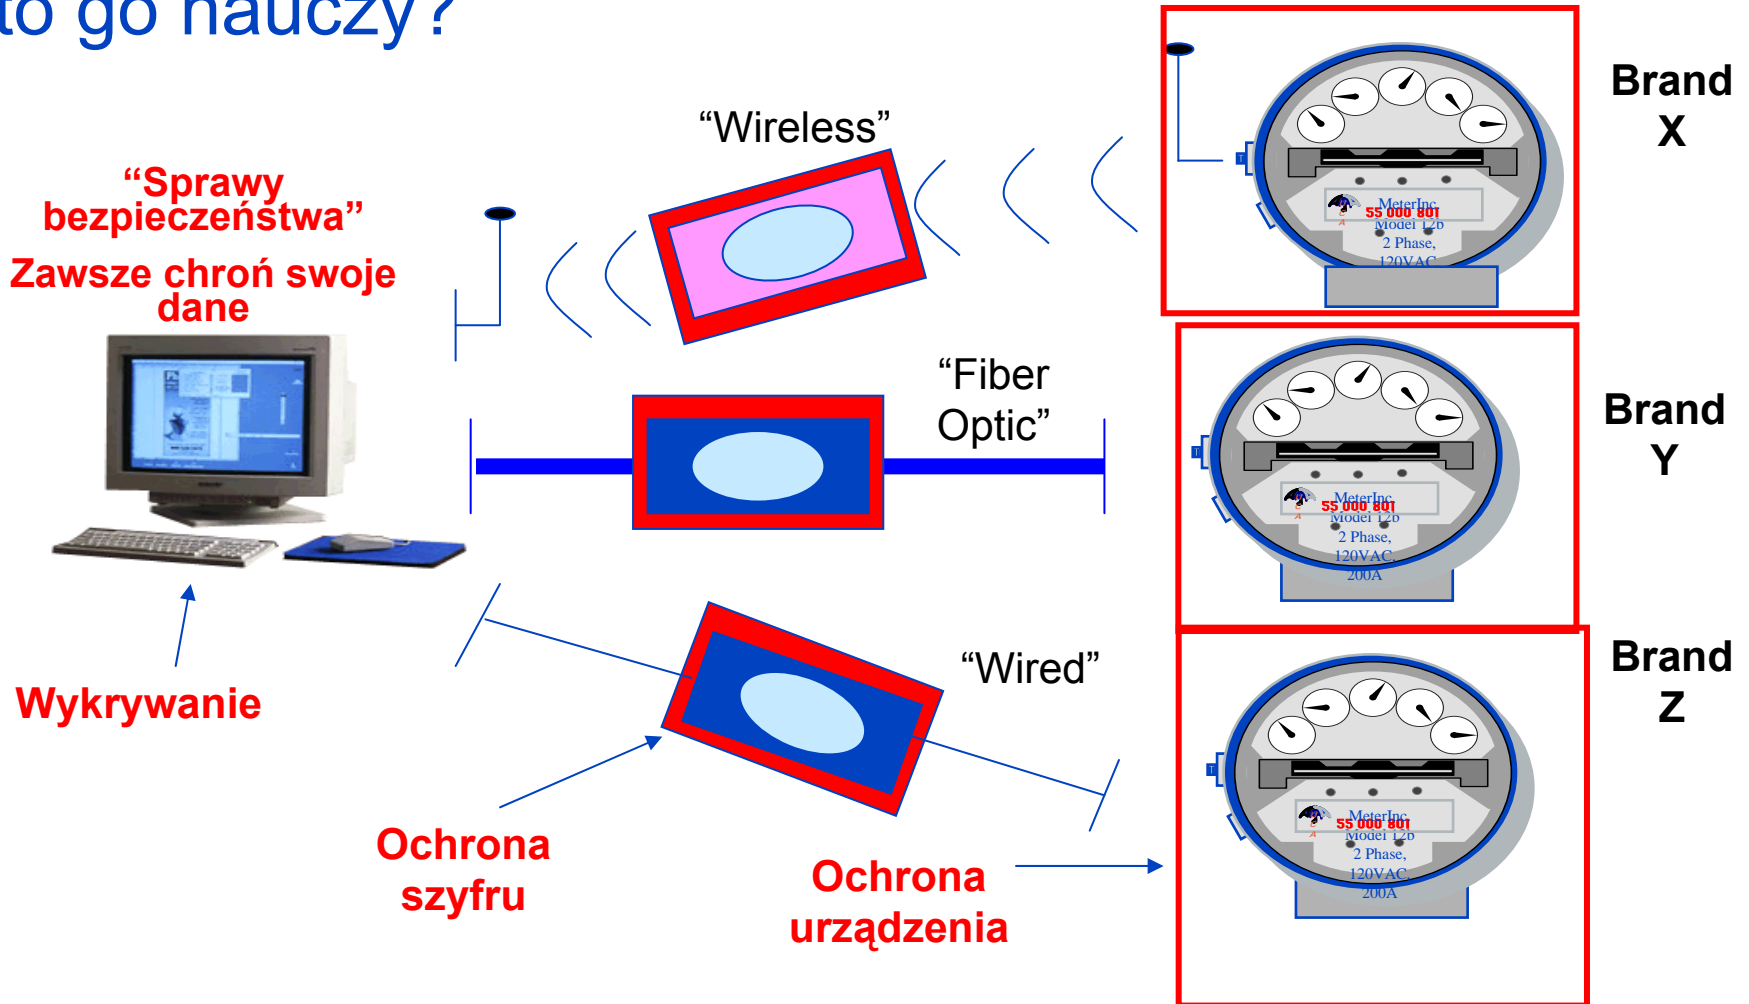 to go nauczy?
“Wireless”
Brand
X
“Sprawy
bezpieczeństwa”
Zawsze chroń swoje
dane
MeterInc
55 000 801
Model 12b
2 Phase,
120VAC
“Fiber
Optic”
Brand
Y
MeterInc
55 000 801
Model 12b
2 Phase,
120VAC,
200A
Wykrywanie
“Wired”
Brand
Z
MeterInc
55 000 801
Model 12b
2 Phase,
120VAC,
200A
Ochrona
szyfru
Ochrona
urządzenia